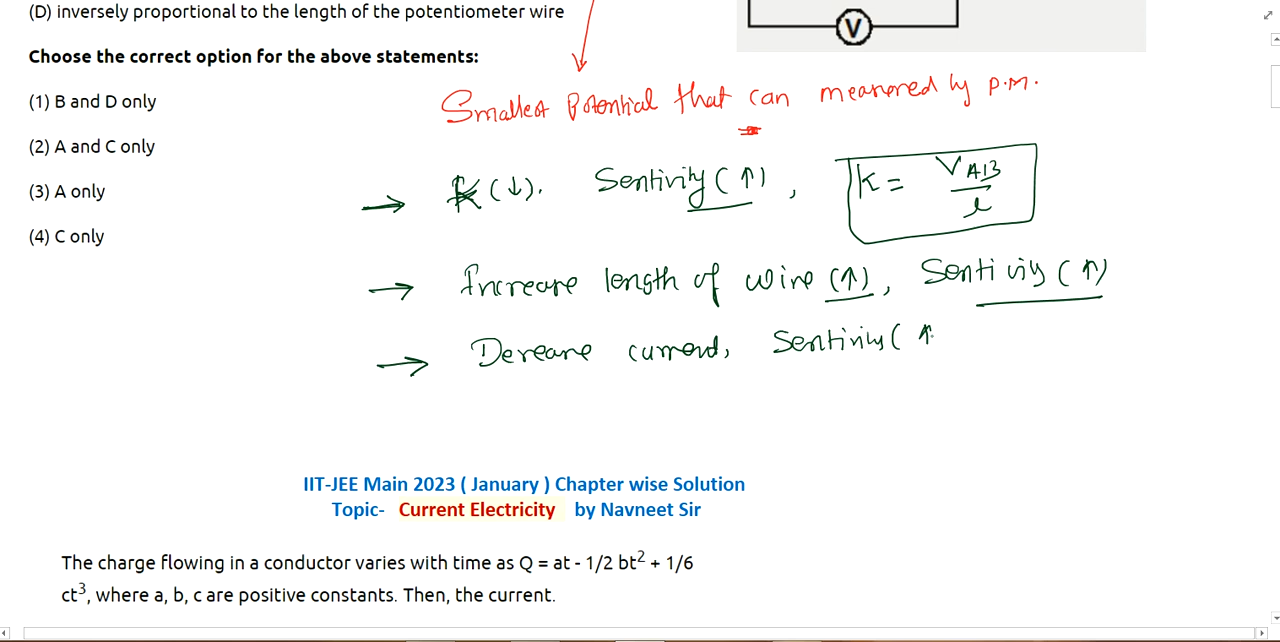 (D) inversely proportional to the length of the potentiometer wire
V
Choose the correct option for the above statements:
(1) B and D only
(2) A and C only
(3) A only
(4) C only
Smallest Potential that can measured by P.M.
→ K (↓). Sentivity (↑), K = V_AB / l
→ Increare length of wire (↑), Sentiviy (↑)
→ Dereare current, Sentivity ( ↑
IIT-JEE Main 2023 ( January ) Chapter wise Solution
Topic- Current Electricity by Navneet Sir
The charge flowing in a conductor varies with time as Q = at - 1/2 bt² + 1/6
ct³, where a, b, c are positive constants. Then, the current.